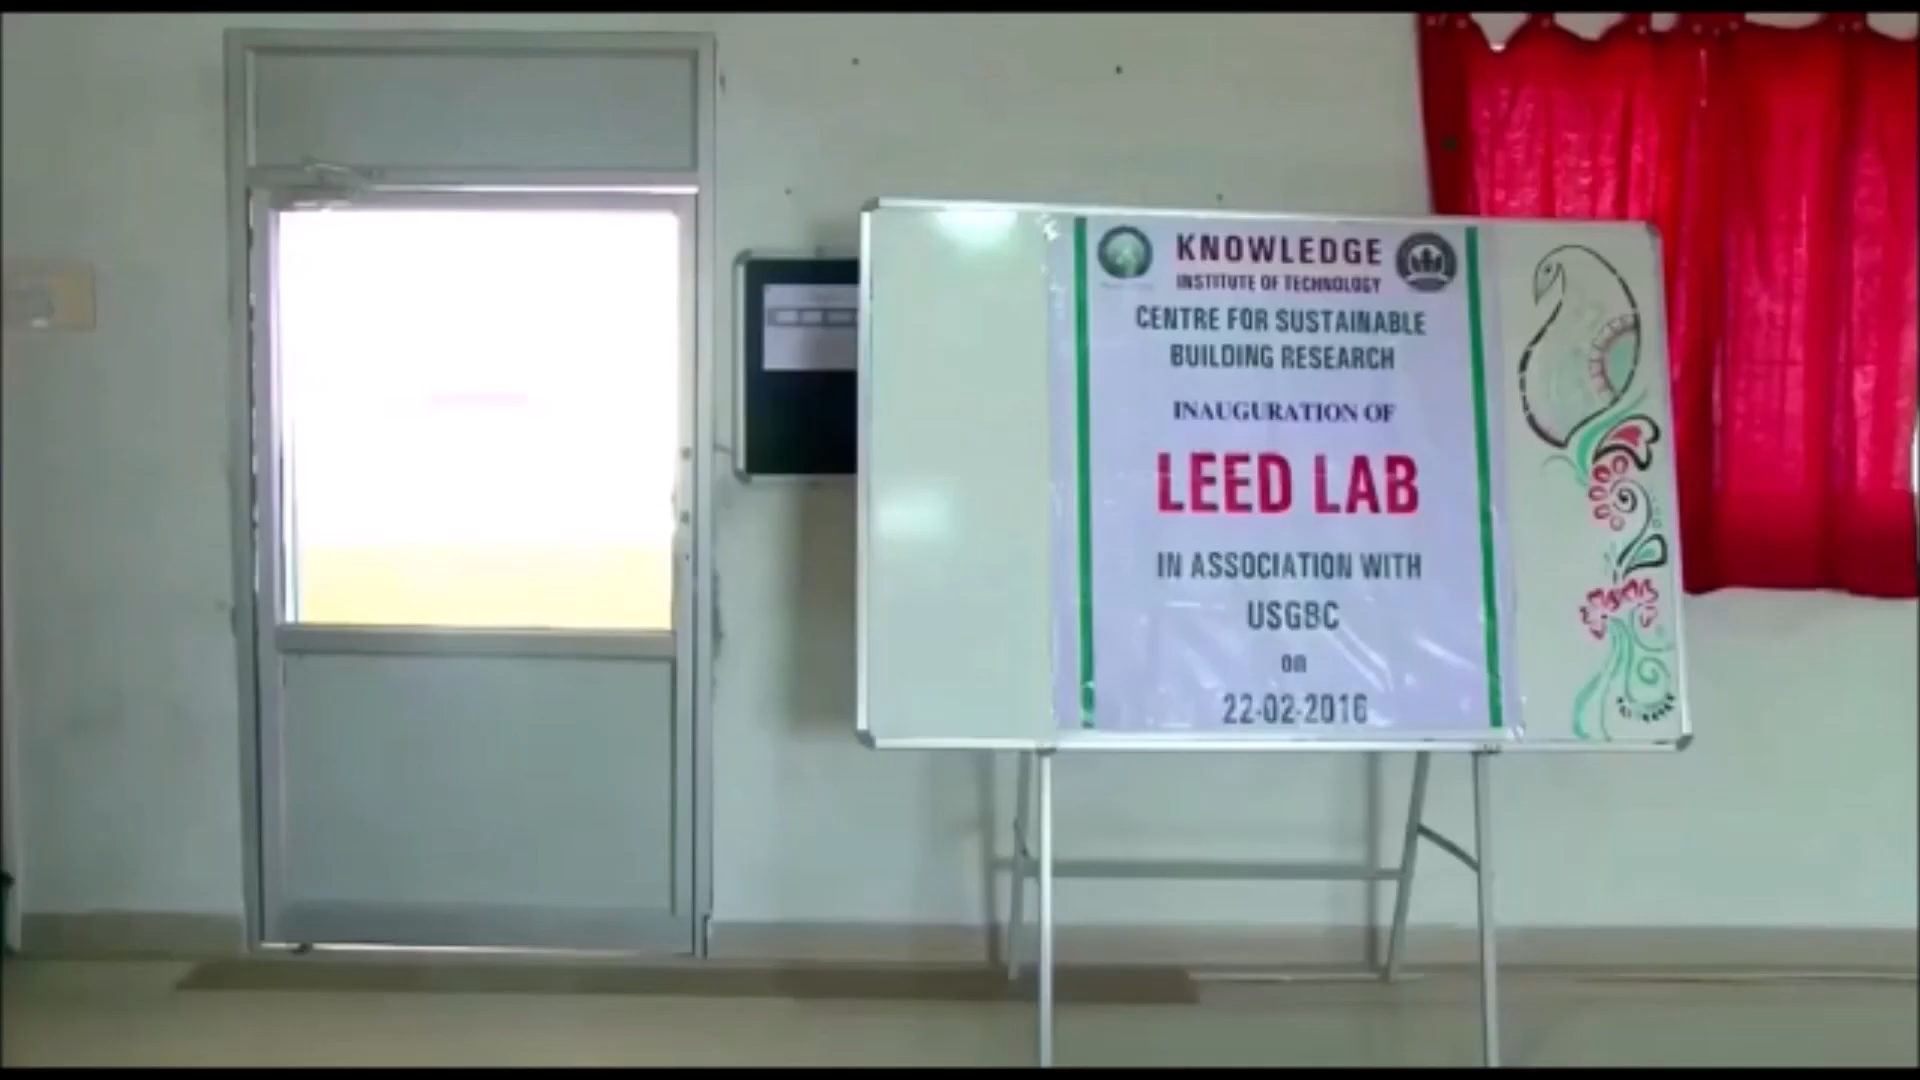 KNOWLEDGE
INSTITUTE OF TECHNOLOGY
CENTRE FOR SUSTAINABLE
BUILDING RESEARCH
INAUGURATION OF
LEED LAB
IN ASSOCIATION WITH
USGBC
on
22-02-2016